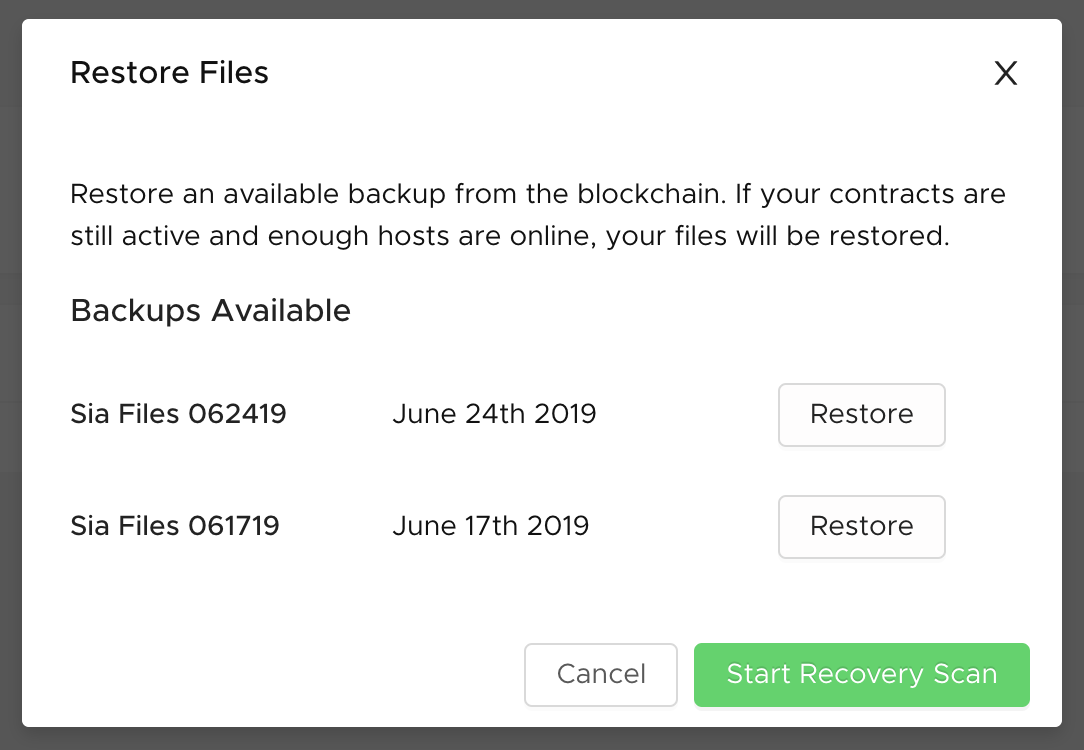 Restore Files X
Restore an available backup from the blockchain. If your contracts are
still active and enough hosts are online, your files will be restored.
Backups Available
Sia Files 062419 June 24th 2019 Restore
Sia Files 061719 June 17th 2019 Restore
Cancel Start Recovery Scan